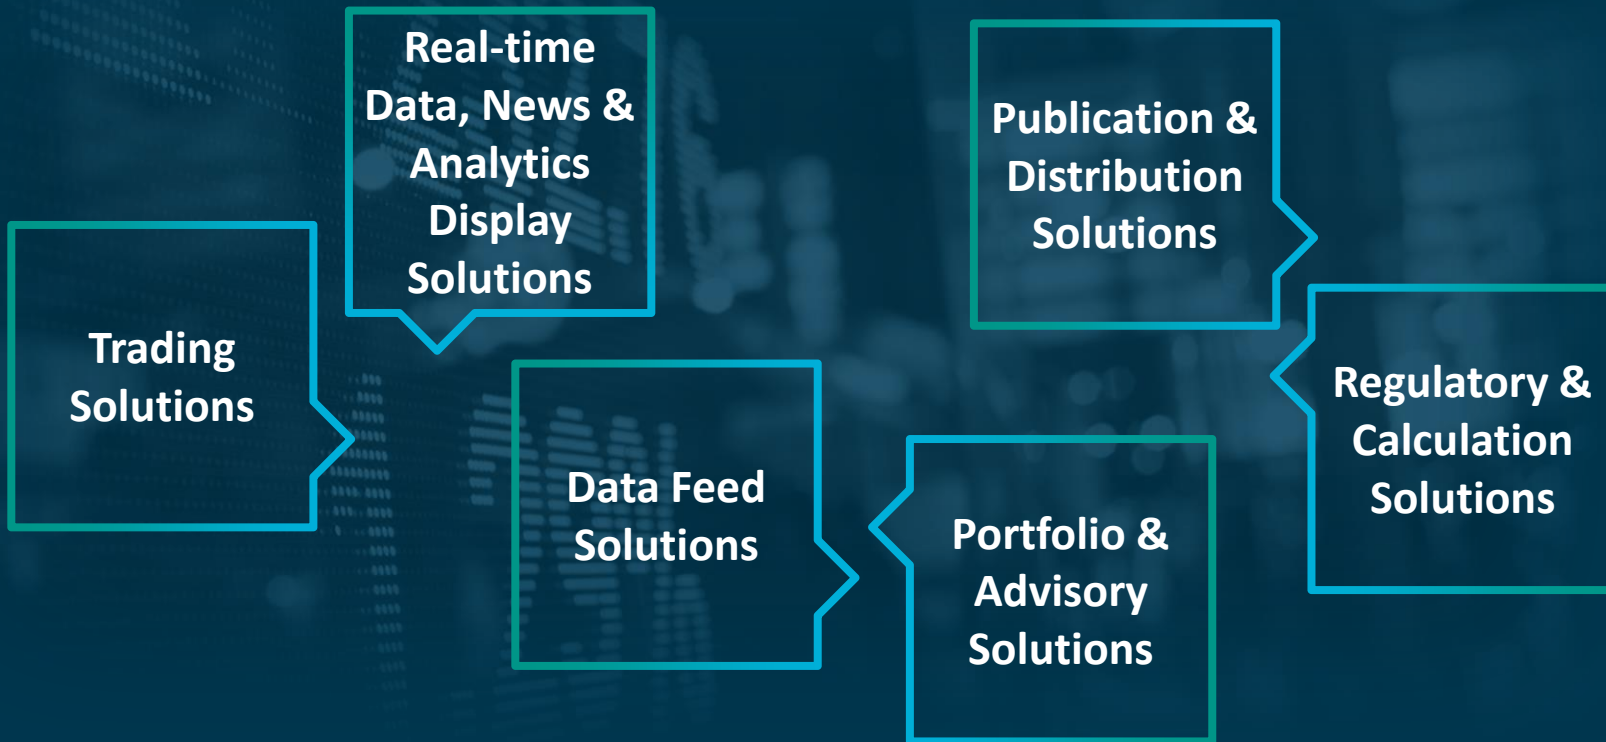 Real-time
Data, News &
Analytics
Display
Solutions
Publication &
Distribution
Solutions
Trading
Solutions
Regulatory &
Calculation
Solutions
Data Feed
Solutions
Portfolio &
Advisory
Solutions